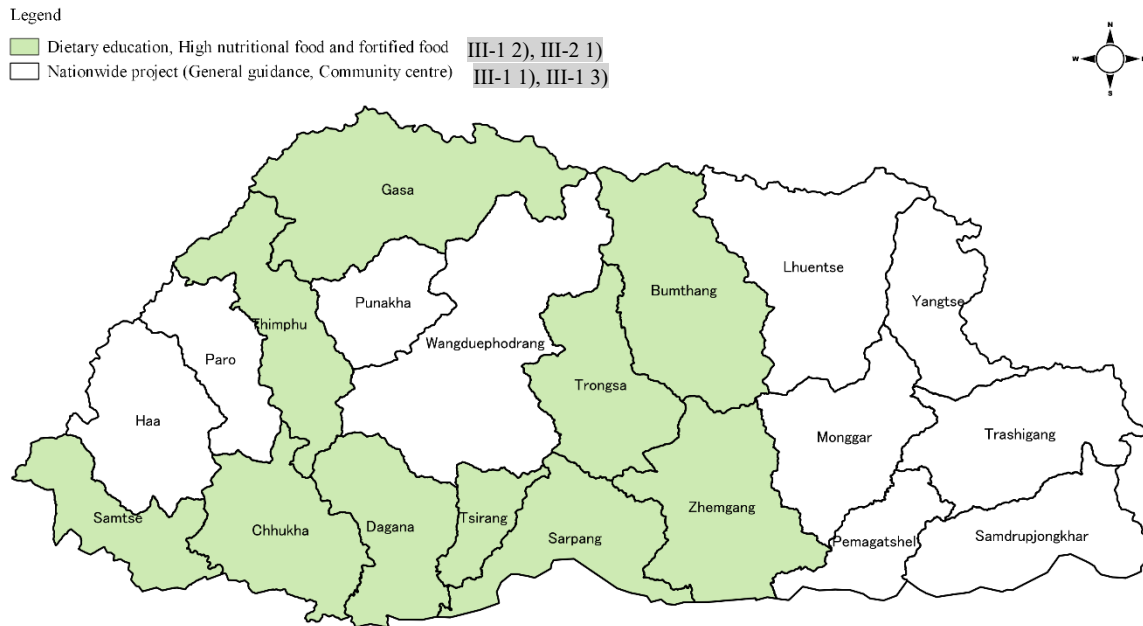 Legend
Dietary education, High nutritional food and fortified food III-1 2), III-2 1)
Nationwide project (General guidance, Community centre) III-1 1), III-1 3)
N
W E
S
Gasa
Punakha
Thimphu
Paro
Haa
Wangduephodrang
Bumthang
Lhuentse
Yangtse
Trongsa
Monggar
Trashigang
Samtse
Chhukha
Dagana
Tsirang
Sarpang
Zhemgang
Pemagatshel
Samdrupjongkhar